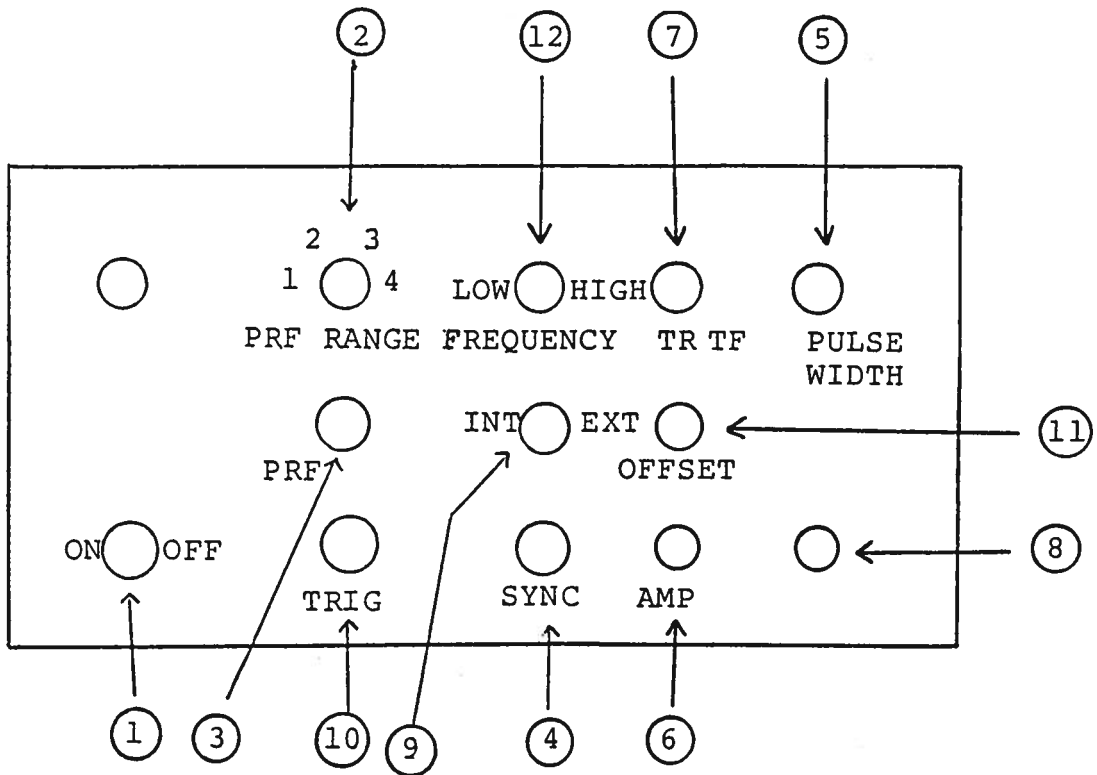 2 12 7 5
2 3
1 4 LOW HIGH
PRF RANGE FREQUENCY TR TF PULSE
WIDTH
INT EXT 11
PRF OFFSET
ON OFF 8
TRIG SYNC AMP
1 3 10 9 4 6